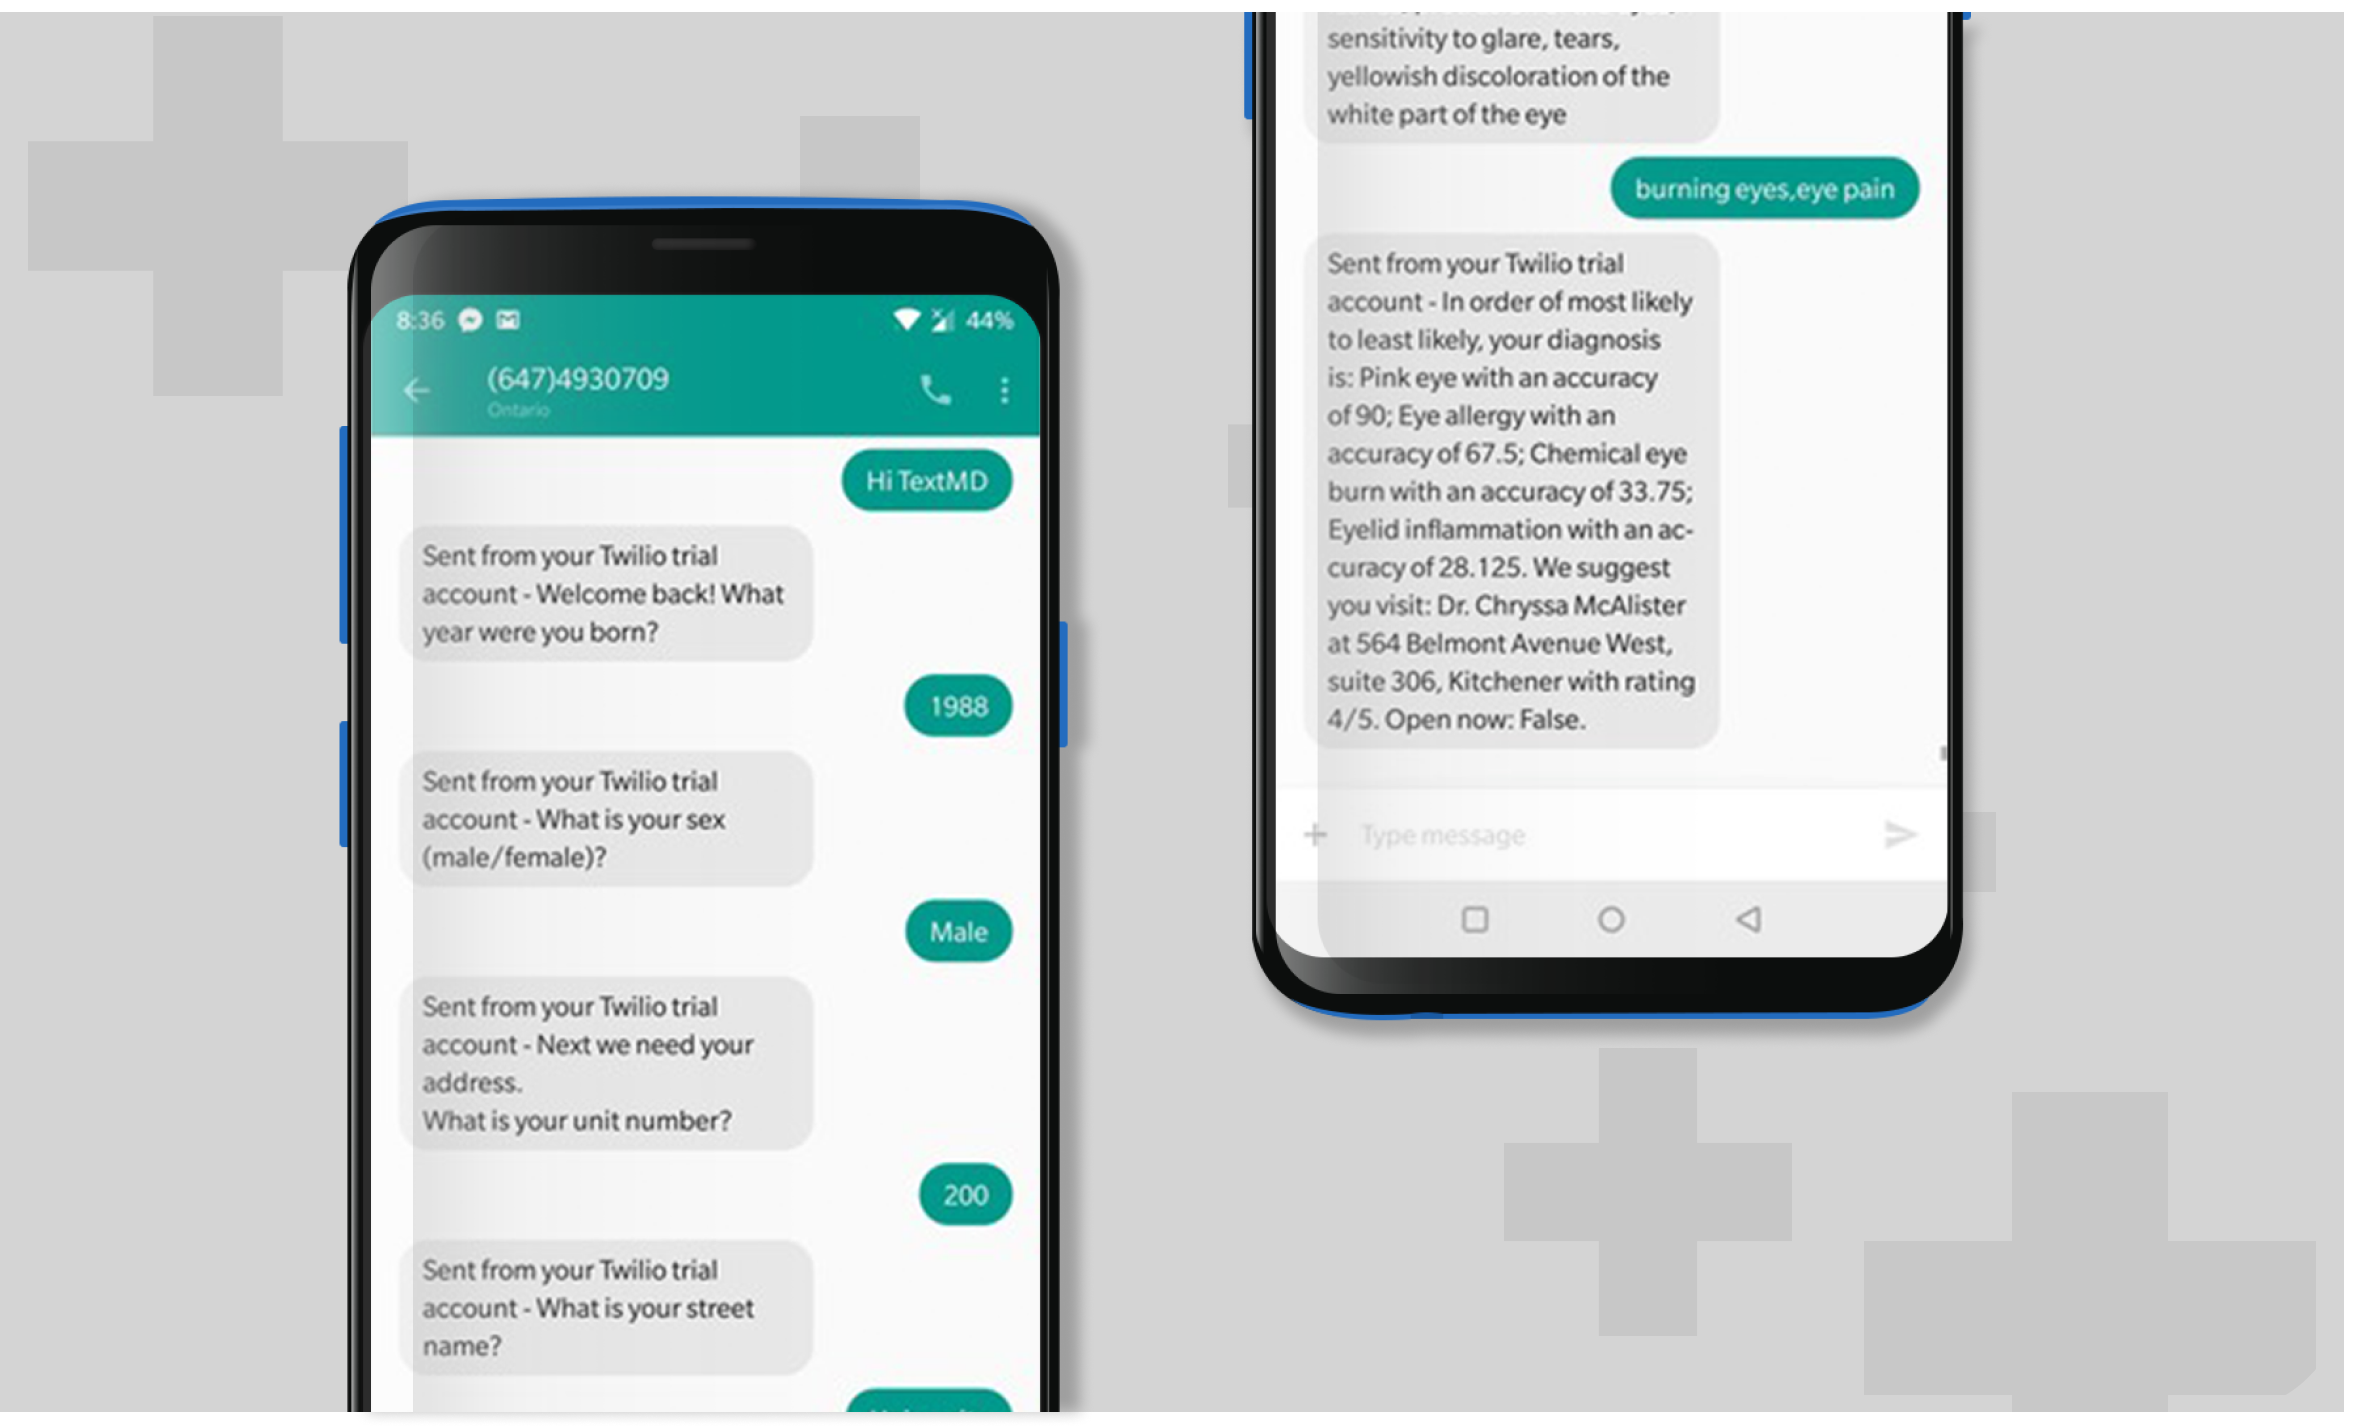 8:36
44%
(647)4930709
Ontario
Hi TextMD
Sent from your Twilio trial
account - Welcome back! What
year were you born?
1988
Sent from your Twilio trial
account - What is your sex
(male/female)?
Male
Sent from your Twilio trial
account - Next we need your
address.
What is your unit number?
200
Sent from your Twilio trial
account - What is your street
name?
sensitivity to glare, tears,
yellowish discoloration of the
white part of the eye
burning eyes,eye pain
Sent from your Twilio trial
account - In order of most likely
to least likely, your diagnosis
is: Pink eye with an accuracy
of 90; Eye allergy with an
accuracy of 67.5; Chemical eye
burn with an accuracy of 33.75;
Eyelid inflammation with an ac-
curacy of 28.125. We suggest
you visit: Dr. Chryssa McAlister
at 564 Belmont Avenue West,
suite 306, Kitchener with rating
4/5. Open now: False.
Type message